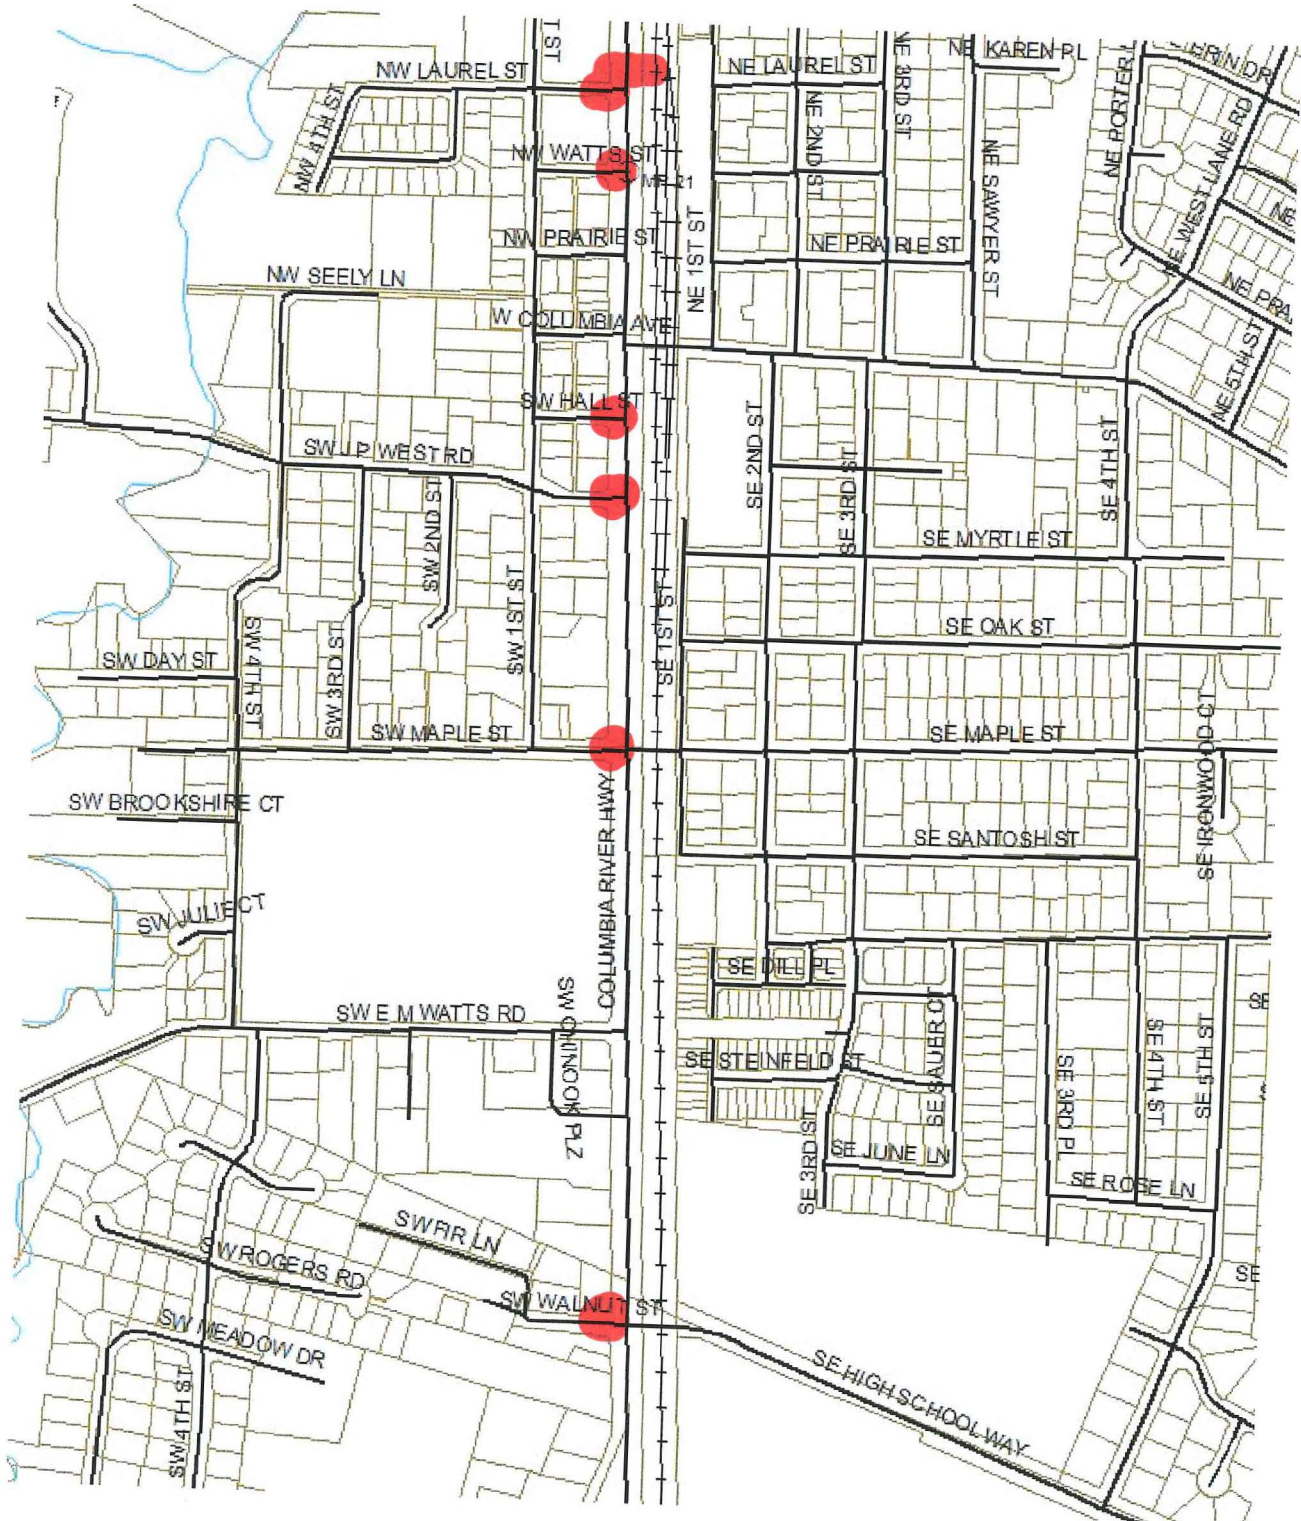 T ST
NW LAUREL ST
NE LAUREL ST
NE 3RD ST
NE KAREN PL
ERIN DR
NW 4TH ST
NE 2ND ST
NE SAWYER ST
NE PORTER L
NE WEST LANE RD
NW WATTS ST
MP 21
NE
NW PRAIRIE ST
NE 1ST ST
NE PRAIRIE ST
NW SEELY LN
NE PRA
W COLUMBIA AVE
NE 5TH ST
SW HALL ST
SW J P WEST RD
SE 2ND ST
SE 3RD ST
SE 4TH ST
SW 2ND ST
SE MYRTLE ST
SW 1ST ST
SE 1ST ST
SE OAK ST
SW DAY ST
SW 4TH ST
SW 3RD ST
SW MAPLE ST
SE MAPLE ST
SE IRONWOOD CT
SW BROOKSHIRE CT
COLUMBIA RIVER HWY
SE SANTOSH ST
SW JULIE CT
SE DILL PL
SW E M WATTS RD
SW CHINOOK PLZ
SE STEINFELD ST
SE SAUER CT
SE 3RD PL
SE 4TH ST
SE 5TH ST
SE
SE 3RD ST
SE JUNE LN
SE ROSE LN
SW FIR LN
SW ROGERS RD
SE
SW WALNUT ST
SW MEADOW DR
SE HIGH SCHOOL WAY
SW 4TH ST